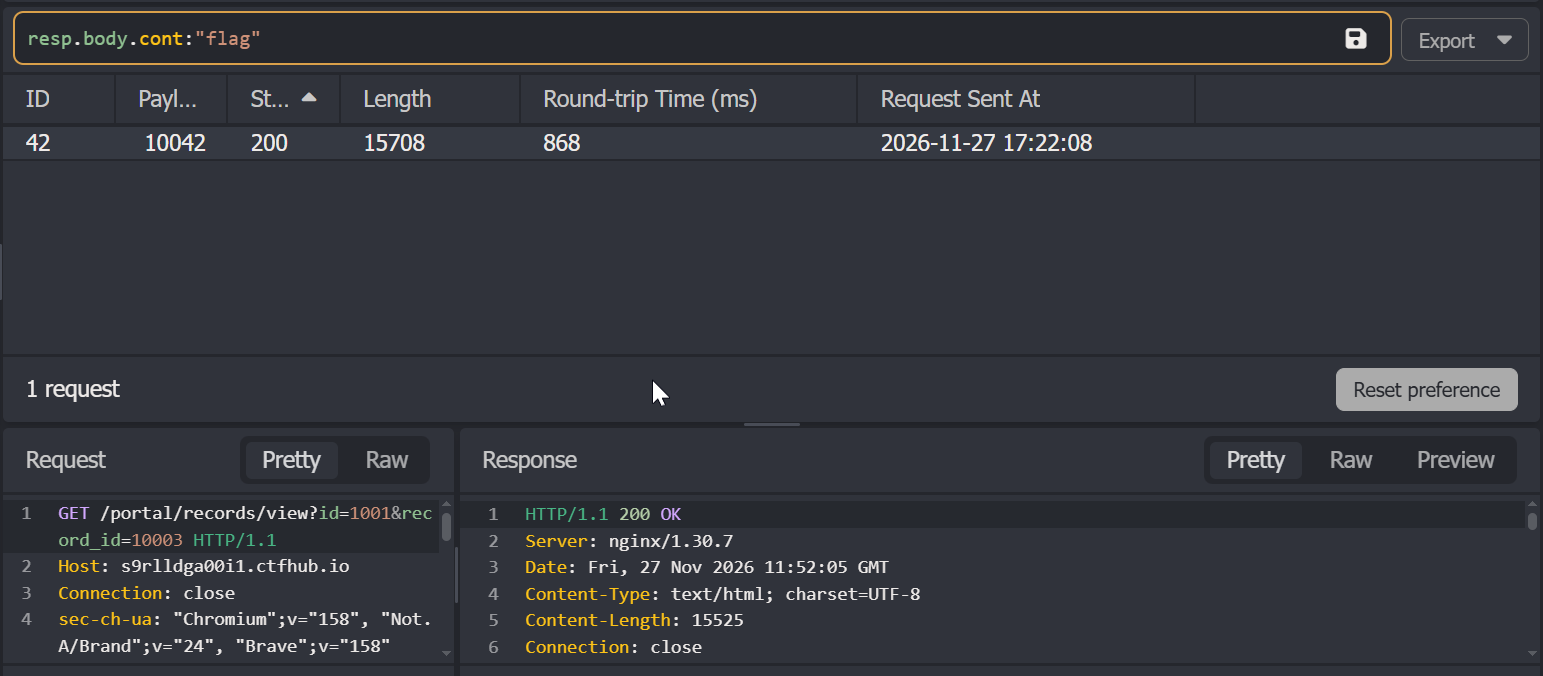 resp.body.cont:"flag"
Export
ID Payl... St... Length Round-trip Time (ms) Request Sent At
42 10042 200 15708 868 2026-11-27 17:22:08
1 request
Reset preference
Request Pretty Raw
1 GET /portal/records/view?id=1001&rec
ord_id=10003 HTTP/1.1
2 Host: s9rlldga00i1.ctfhub.io
3 Connection: close
4 sec-ch-ua: "Chromium";v="158", "Not.
A/Brand";v="24", "Brave";v="158"
Response Pretty Raw Preview
1 HTTP/1.1 200 OK
2 Server: nginx/1.30.7
3 Date: Fri, 27 Nov 2026 11:52:05 GMT
4 Content-Type: text/html; charset=UTF-8
5 Content-Length: 15525
6 Connection: close